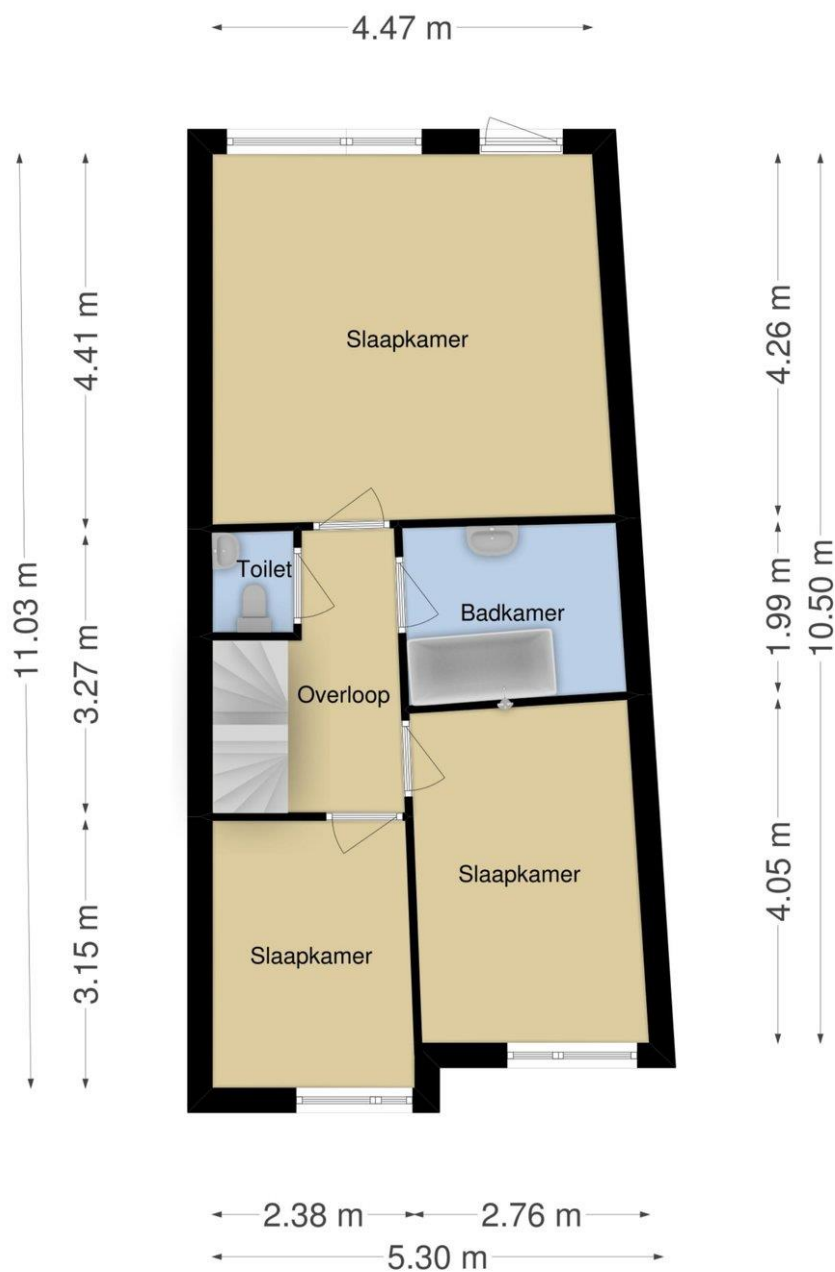 4.47 m
4.41 m
4.26 m
Slaapkamer
11.03 m
3.27 m
Toilet
Badkamer
1.99 m
10.50 m
Overloop
3.15 m
Slaapkamer
4.05 m
Slaapkamer
2.38 m
2.76 m
5.30 m